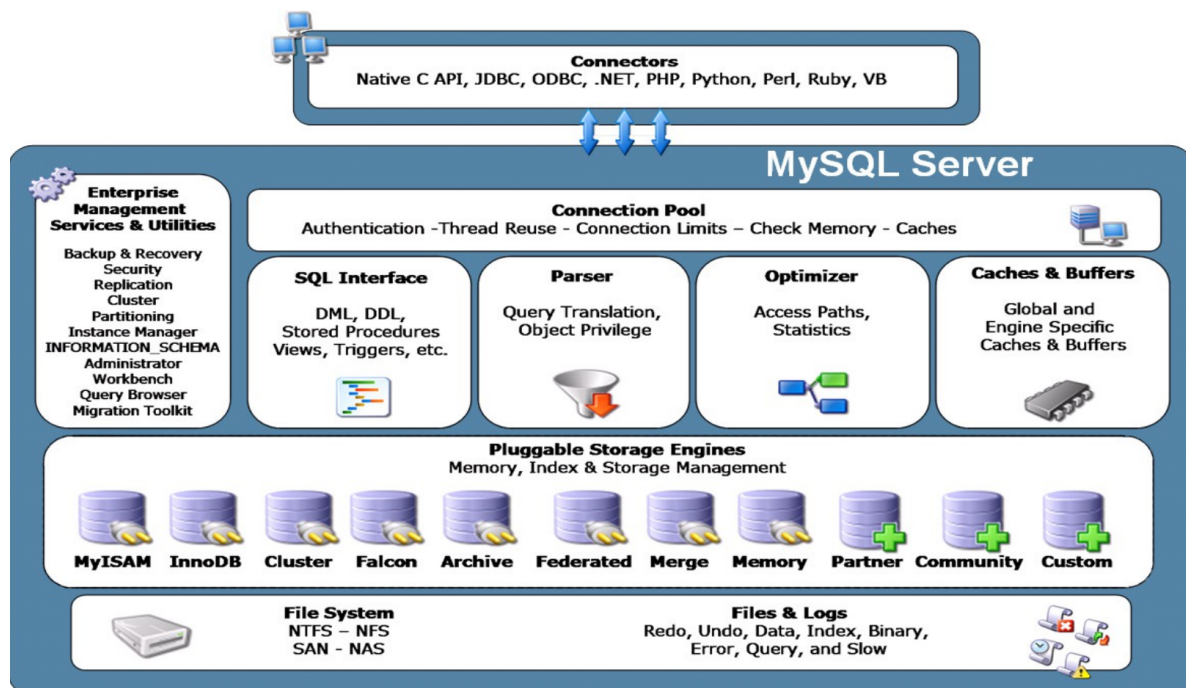 Connectors
Native C API, JDBC, ODBC, .NET, PHP, Python, Perl, Ruby, VB
MySQL Server
Enterprise
Management
Services & Utilities
Backup & Recovery
Security
Replication
Cluster
Partitioning
Instance Manager
INFORMATION_SCHEMA
Administrator
Workbench
Query Browser
Migration Toolkit
Connection Pool
Authentication -Thread Reuse - Connection Limits – Check Memory - Caches
SQL Interface
DML, DDL,
Stored Procedures
Views, Triggers, etc.
Parser
Query Translation,
Object Privilege
Optimizer
Access Paths,
Statistics
Caches & Buffers
Global and
Engine Specific
Caches & Buffers
Pluggable Storage Engines
Memory, Index & Storage Management
MyISAM InnoDB Cluster Falcon Archive Federated Merge Memory Partner Community Custom
File System
NTFS – NFS
SAN - NAS
Files & Logs
Redo, Undo, Data, Index, Binary,
Error, Query, and Slow